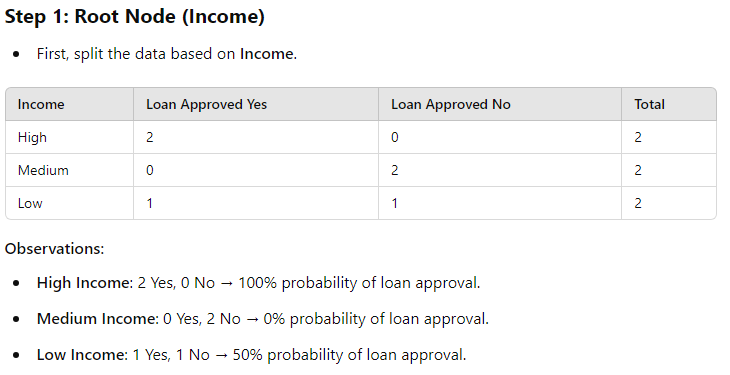 Step 1: Root Node (Income)
• First, split the data based on Income.
Income Loan Approved Yes Loan Approved No Total
High 2 0 2
Medium 0 2 2
Low 1 1 2
Observations:
• High Income: 2 Yes, 0 No → 100% probability of loan approval.
• Medium Income: 0 Yes, 2 No → 0% probability of loan approval.
• Low Income: 1 Yes, 1 No → 50% probability of loan approval.